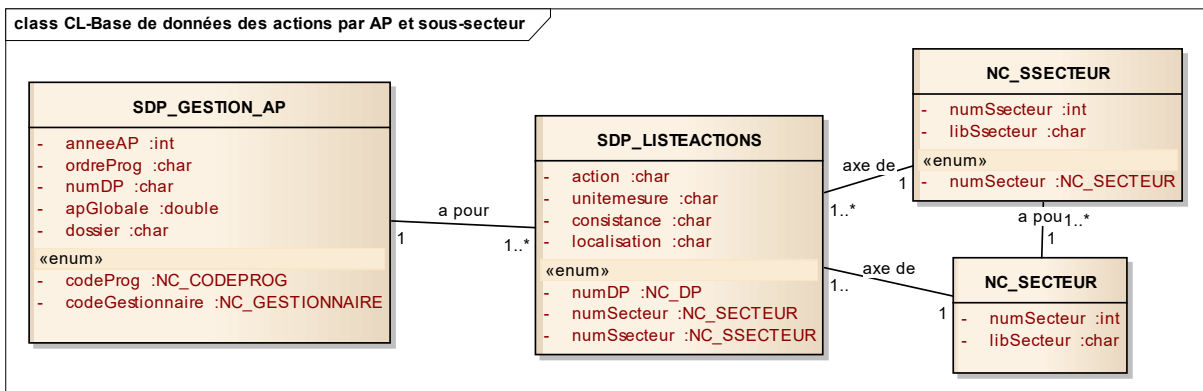 class CL-Base de données des actions par AP et sous-secteur
SDP_GESTION_AP
- anneeAP :int
- ordreProg :char
- numDP :char
- apGlobale :double
- dossier :char
«enum»
- codeProg :NC_CODEPROG
- codeGestionnaire :NC_GESTIONNAIRE
a pour
1
1..*
SDP_LISTEACTIONS
- action :char
- unitemesure :char
- consistance :char
- localisation :char
«enum»
- numDP :NC_DP
- numSecteur :NC_SECTEUR
- numSsecteur :NC_SSECTEUR
axe de
1
1..*
axe de
1..
1
NC_SSECTEUR
- numSsecteur :int
- libSsecteur :char
«enum»
- numSecteur :NC_SECTEUR
a pou 1..*
1
NC_SECTEUR
- numSecteur :int
- libSecteur :char